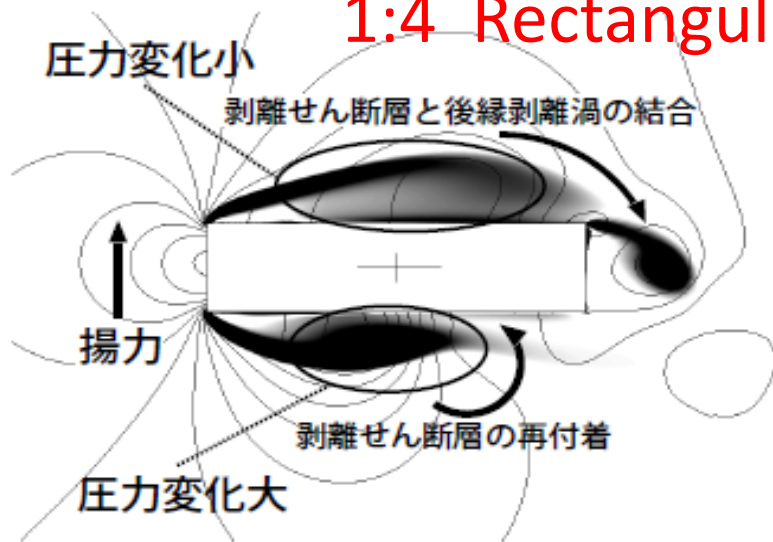 1:4 Rectangul
圧力変化小
剥離せん断層と後縁剥離渦の結合
揚力
剥離せん断層の再付着
圧力変化大